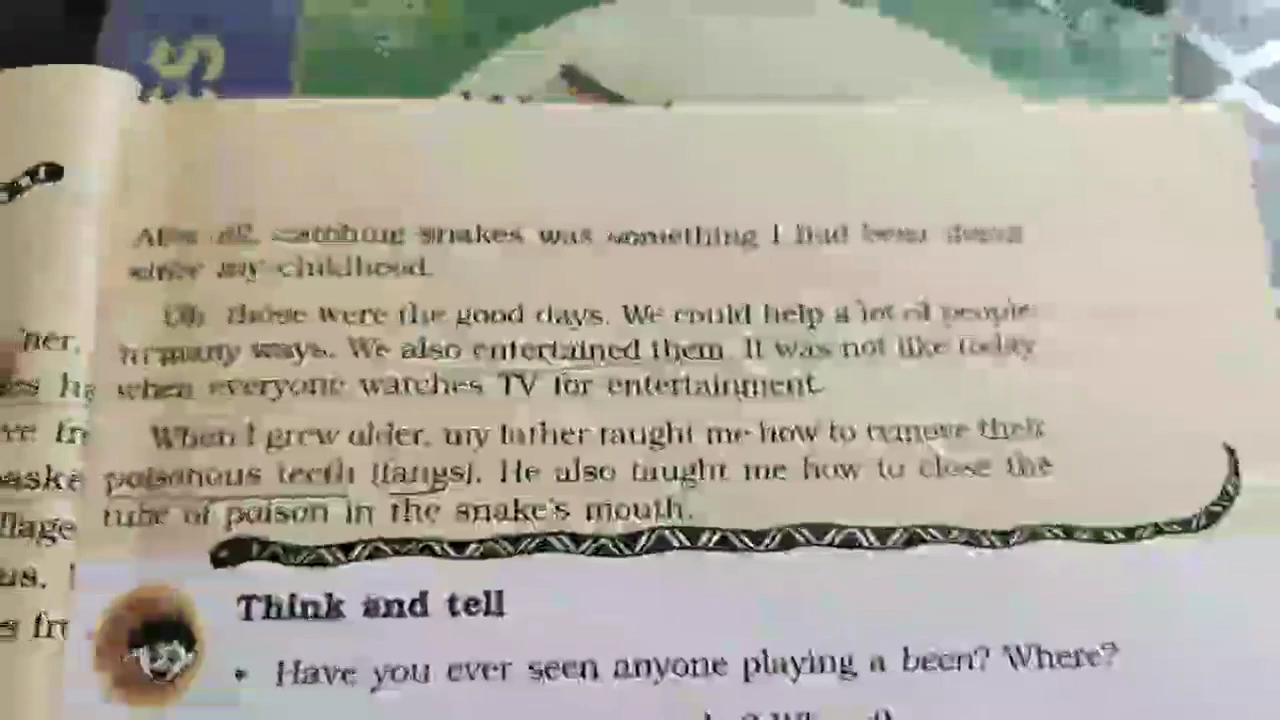 After all, catching snakes was something I had been doing
since my childhood.
Oh those were the good days. We could help a lot of people
in many ways. We also entertained them. It was not like today
when everyone watches TV for entertainment.
When I grew older, my father taught me how to remove their
poisonous teeth (fangs). He also taught me how to close the
tube of poison in the snake's mouth.
Think and tell
• Have you ever seen anyone playing a been? Where?